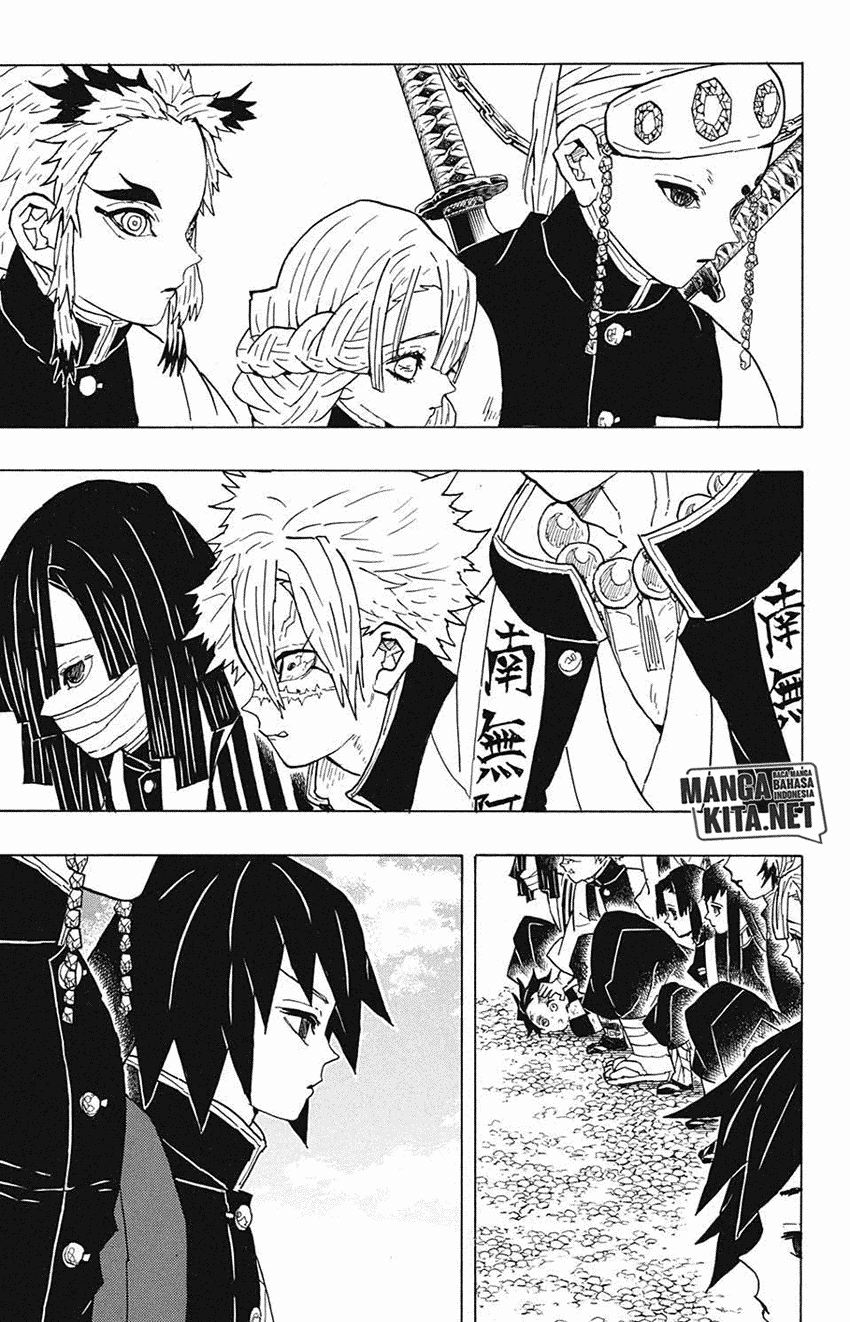 南無阿
南無
MANGA KITA.NET
BACA MANGA
BAHASA
INDONESIA